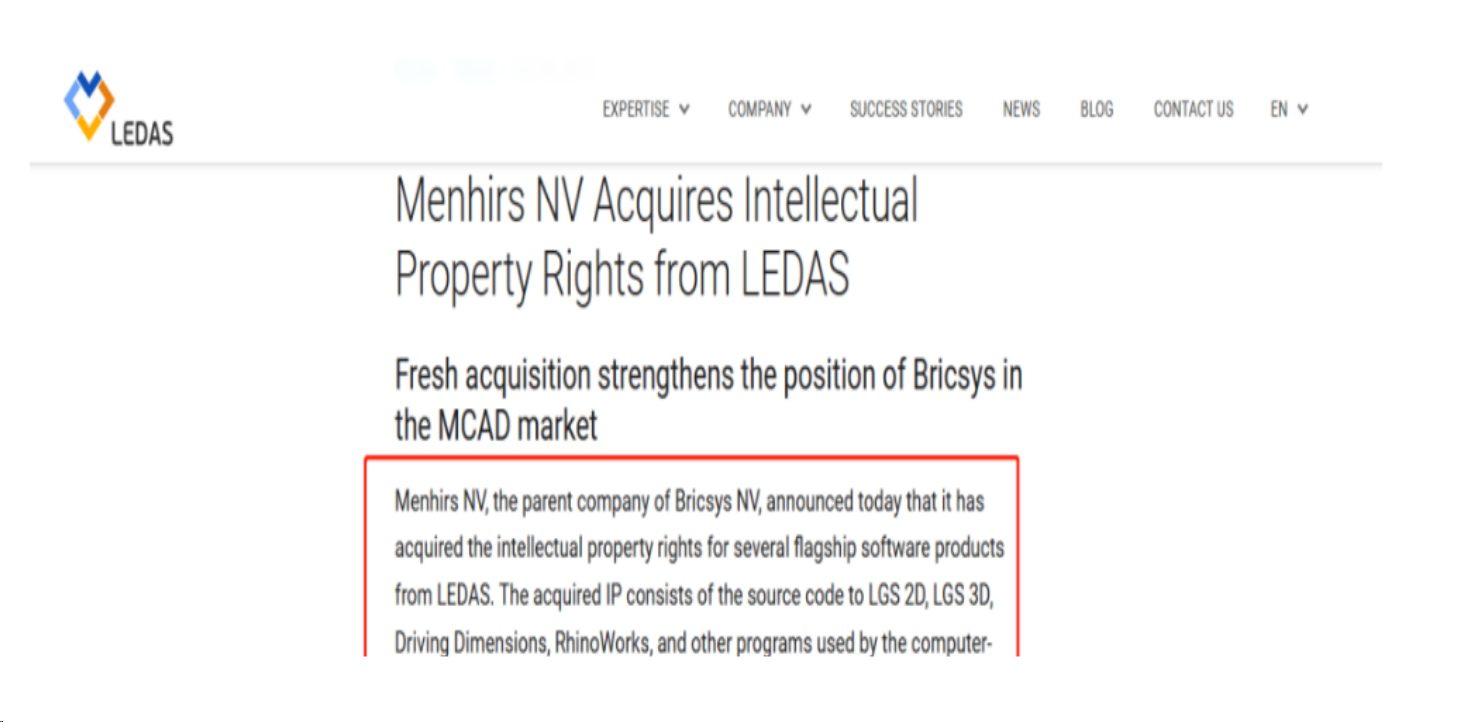 LEDAS
EXPERTISE COMPANY SUCCESS STORIES NEWS BLOG CONTACT US EN
Menhirs NV Acquires Intellectual
Property Rights from LEDAS
Fresh acquisition strengthens the position of Bricsys in
the MCAD market
Menhirs NV, the parent company of Bricsys NV, announced today that it has
acquired the intellectual property rights for several flagship software products
from LEDAS. The acquired IP consists of the source code to LGS 2D, LGS 3D,
Driving Dimensions, RhinoWorks, and other programs used by the computer-